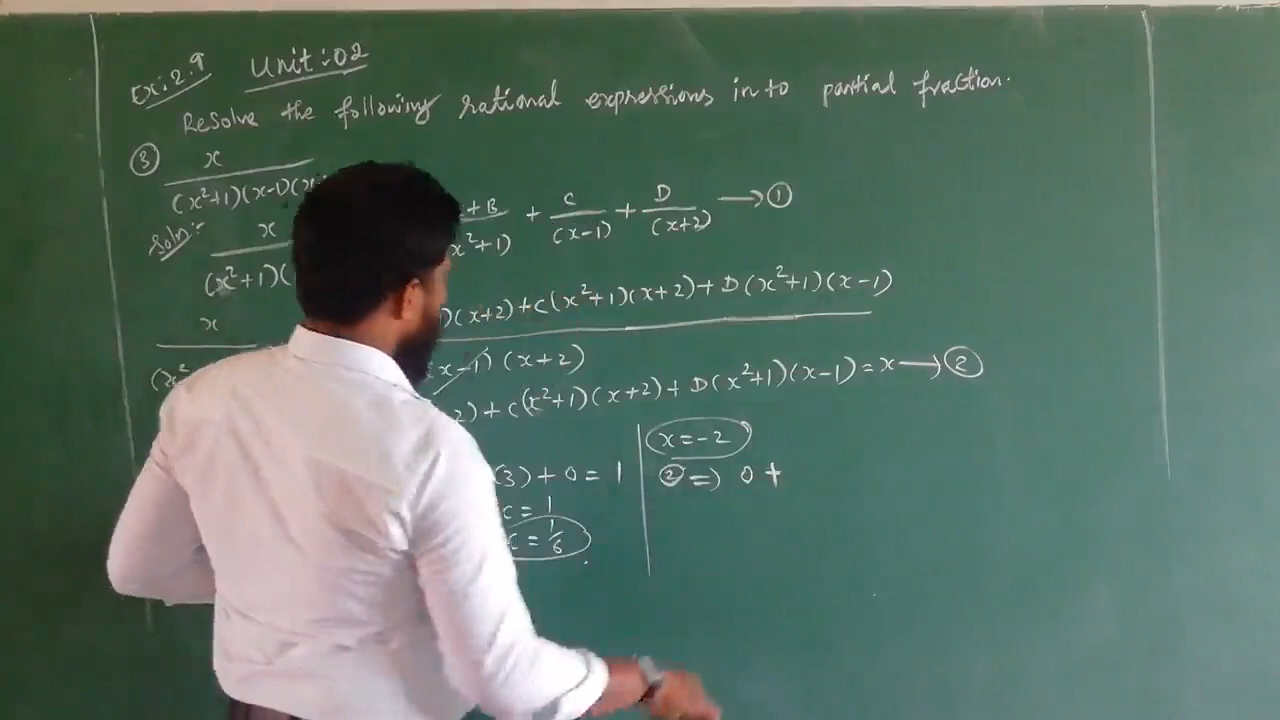 Ex: 2.9 Unit: 02
Resolve the following rational expressions in to partial fraction.
③ x
(x²+1)(x-1)(x
Soln:- x
(x²+1)( + B / x²+1) + C/(x-1) + D/(x+2) → ①
x )(x+2)+C(x²+1)(x+2)+D(x²+1)(x-1)
(x² x-1)(x+2)
2)+C(x²+1)(x+2)+D(x²+1)(x-1)=x → ②
(3)+0=1
C=1
C=1/6
x=-2
② => 0+